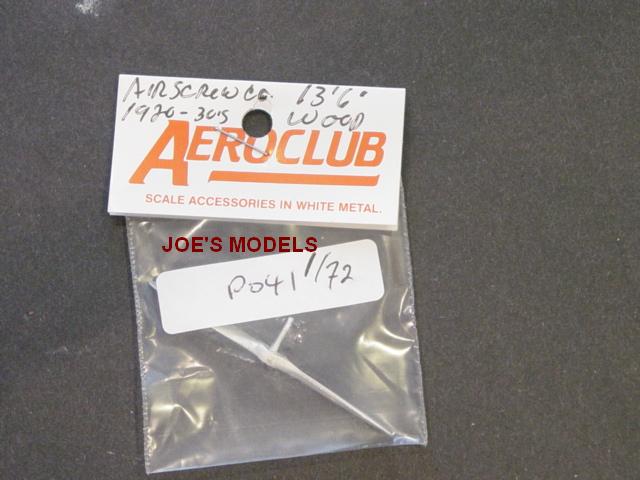 AIRSCREW CO. 13'6"
1920-30's WOOD
AEROCLUB
SCALE ACCESSORIES IN WHITE METAL.
JOE'S MODELS
P041 1/72